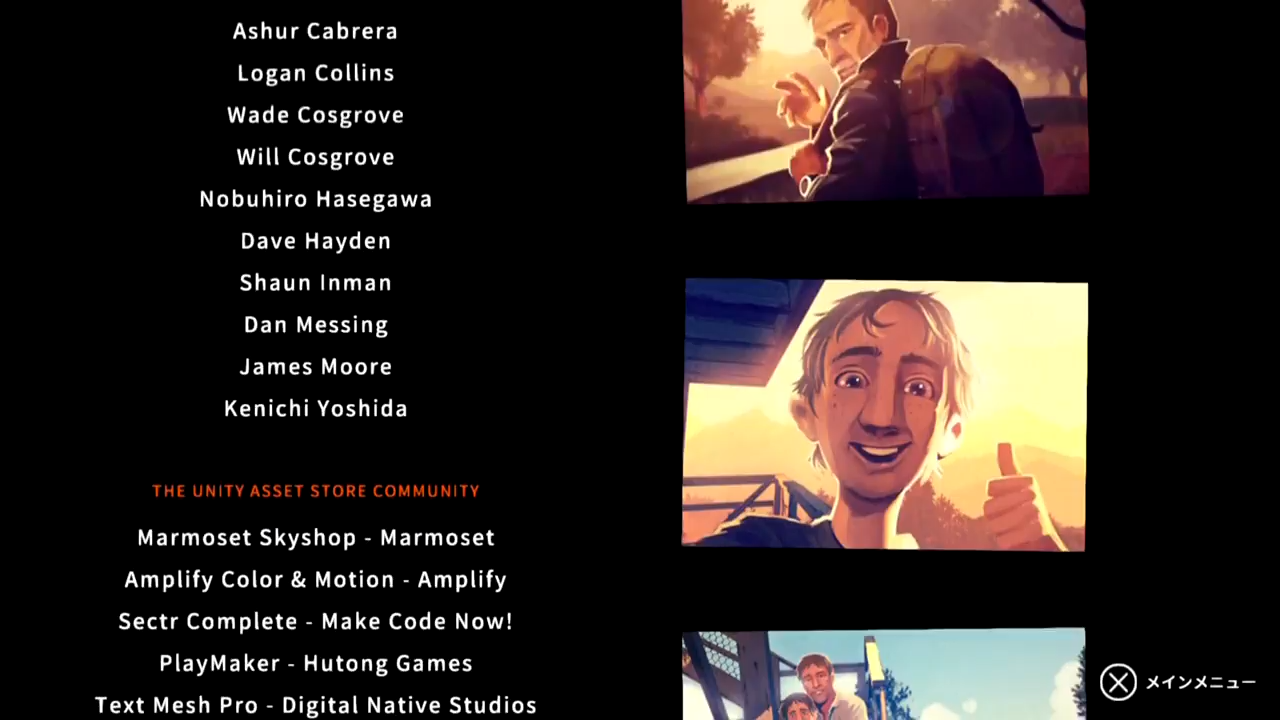 Ashur Cabrera
Logan Collins
Wade Cosgrove
Will Cosgrove
Nobuhiro Hasegawa
Dave Hayden
Shaun Inman
Dan Messing
James Moore
Kenichi Yoshida
THE UNITY ASSET STORE COMMUNITY
Marmoset Skyshop - Marmoset
Amplify Color & Motion - Amplify
Sectr Complete - Make Code Now!
PlayMaker - Hutong Games
Text Mesh Pro - Digital Native Studios
メインメニュー